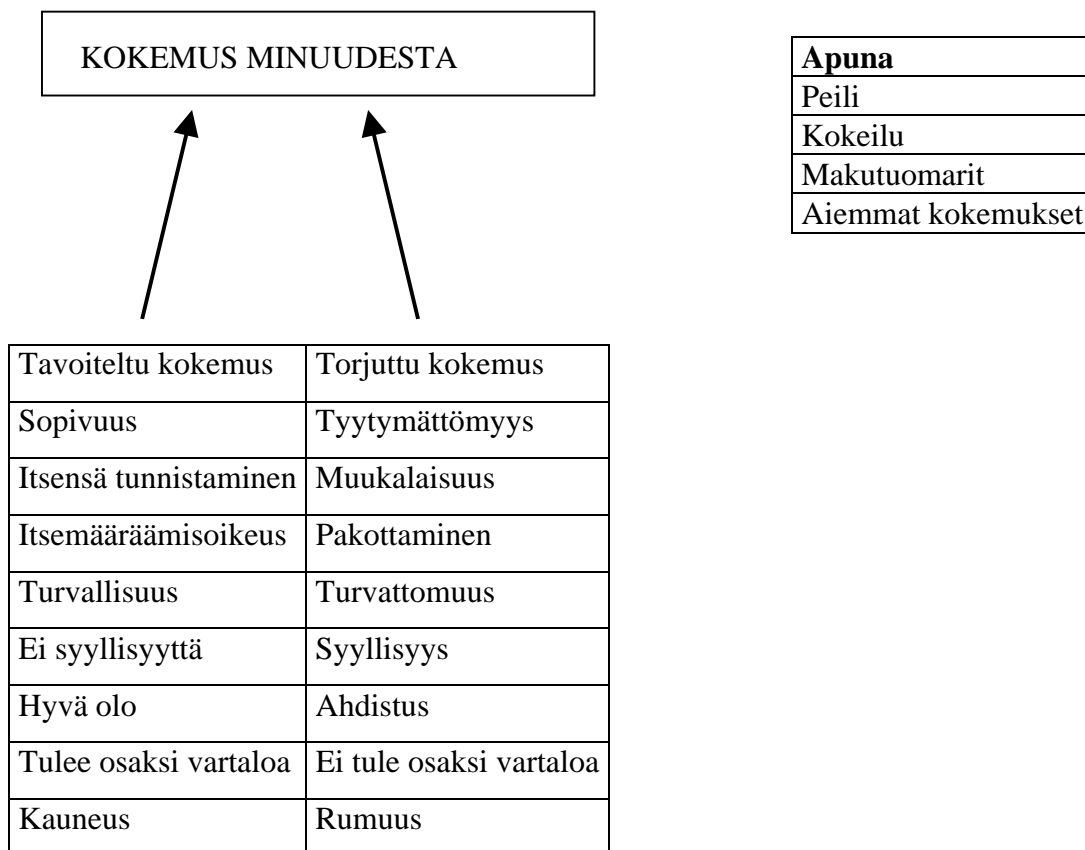 KOKEMUS MINUUDESTA
Apuna
Peili
Kokeilu
Makutuomarit
Aiemmat kokemukset
Tavoiteltu kokemus Torjuttu kokemus
Sopivuus Tyytymättömyys
Itsensä tunnistaminen Muukalaisuus
Itsemääräämisoikeus Pakottaminen
Turvallisuus Turvattomuus
Ei syyllisyyttä Syyllisyys
Hyvä olo Ahdistus
Tulee osaksi vartaloa Ei tule osaksi vartaloa
Kauneus Rumuus